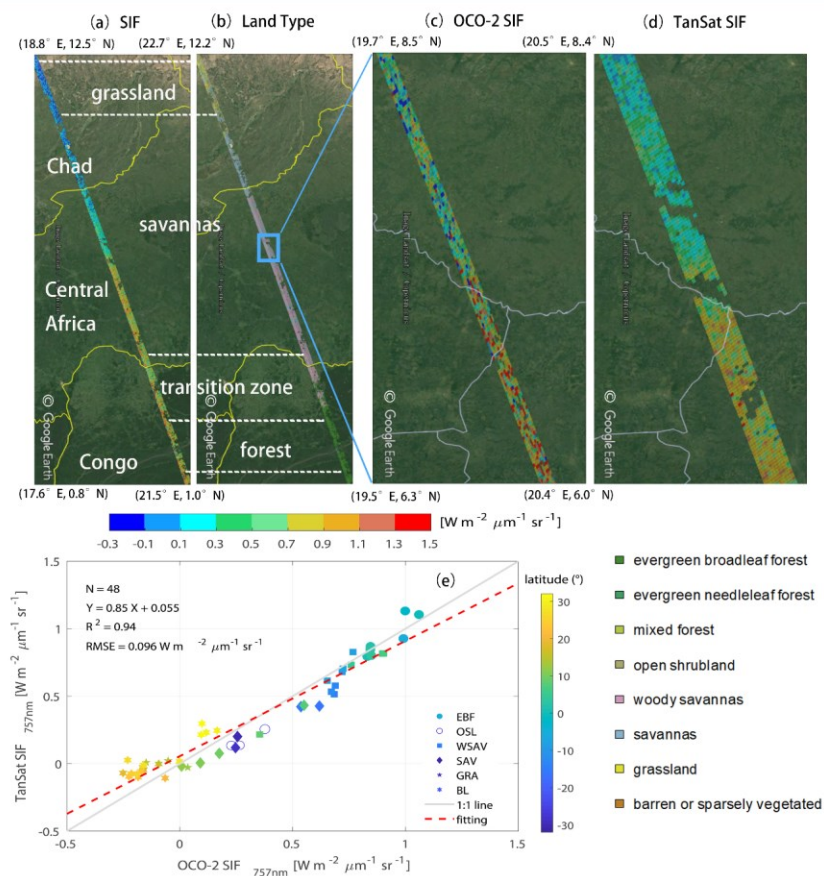 (a) SIF
(b) Land Type
(c) OCO-2 SIF
(d) TanSat SIF
(18.8° E, 12.5° N)
(22.7° E, 12.2° N)
(19.7° E, 8.5° N)
(20.5° E, 8..4° N)
grassland
Chad
savannas
Central
Africa
transition zone
forest
Congo
© Google Earth
© Google Earth
© Google Earth
© Google Earth
(17.6° E, 0.8° N)
(21.5° E, 1.0° N)
(19.5° E, 6.3° N)
(20.4° E, 6.0° N)
[W m-2 μm-1 sr-1]
-0.3 -0.1 0.1 0.3 0.5 0.7 0.9 1.1 1.3 1.5
(e)
N = 48
Y = 0.85 X + 0.055
R 2 = 0.94
RMSE = 0.096 W m -2 μm-1 sr-1
TanSat SIF 757nm [W m-2 μm-1 sr-1]
1.5
1
0.5
0
-0.5
-0.5 0 0.5 1 1.5
OCO-2 SIF 757nm [W m-2 μm-1 sr-1]
EBF
OSL
WSAV
SAV
GRA
BL
1:1 line
fitting
latitude (°)
30
20
10
0
-10
-20
-30
evergreen broadleaf forest
evergreen needleleaf forest
mixed forest
open shrubland
woody savannas
savannas
grassland
barren or sparsely vegetated